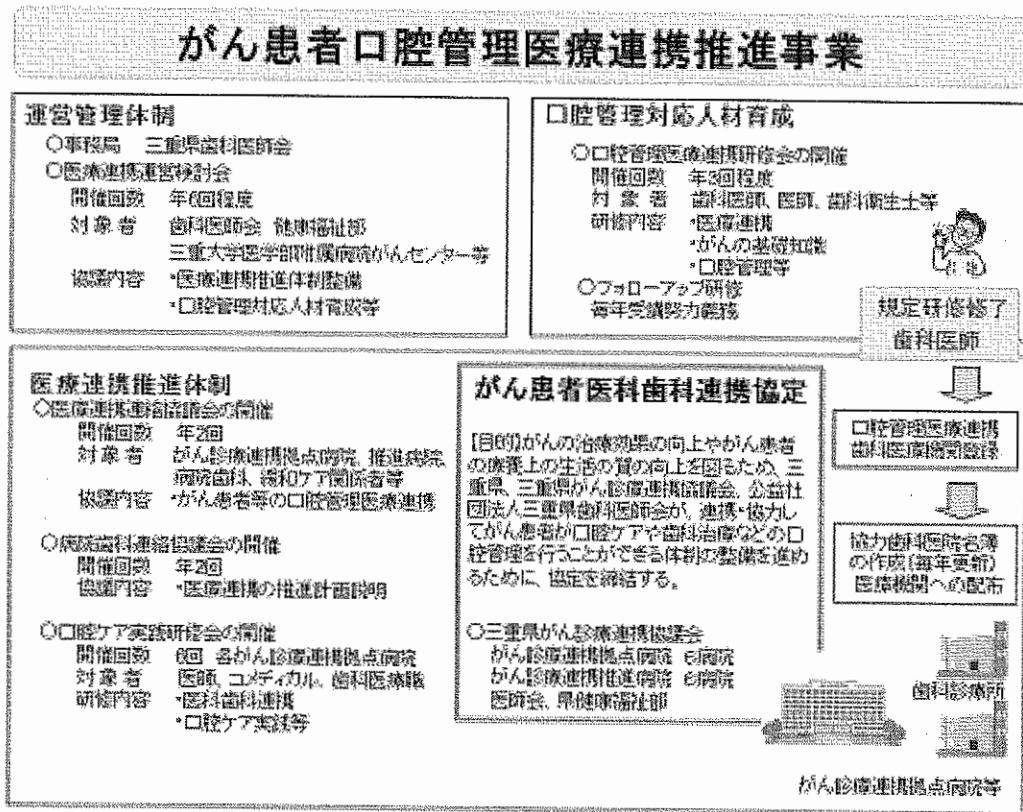 がん患者口腔管理医療連携推進事業
運営管理体制
○事務局 三重県歯科医師会
○医療連携運営検討会
開催回数 年6回程度
対象者 歯科医師会 健康福祉部
三重大学医学部附属病院がんセンター等
協議内容 ・医療連携推進体制整備
・口腔管理対応人材育成等
口腔管理対応人材育成
○口腔管理医療連携研修会の開催
開催回数 年3回程度
対象者 歯科医師、医師、歯科衛生士等
研修内容 ・医療連携
・がんの基礎知識
・口腔管理等
○フォローアップ研修
毎年受講努力義務
規定研修修了
歯科医師
口腔管理医療連携
歯科医療機関登録
協力歯科医院名簿
の作成(毎年更新)
医療機関への配布
医療連携推進体制
○医療連携連絡協議会の開催
開催回数 年2回
対象者 がん診療連携拠点病院、推進病院
病院歯科、緩和ケア関係者等
協議内容 ・がん患者等の口腔管理医療連携
○病院歯科連絡協議会の開催
開催回数 年2回
協議内容 ・医療連携の推進計画説明
○口腔ケア実践研修会の開催
開催回数 6回 各がん診療連携拠点病院
対象者 医師、コメディカル、歯科医療職
研修内容 ・医科歯科連携
・口腔ケア実践等
がん患者医科歯科連携協定
【目的】がんの治療効果の向上やがん患者
の療養上の生活の質の向上を図るため、三
重県、三重県がん診療連携協議会、公益社
団法人三重県歯科医師会が、連携・協力し
てがん患者が口腔ケアや歯科治療などの口
腔管理を行うことができる体制の整備を進め
るために、協定を締結する。
○三重県がん診療連携協議会
がん診療連携拠点病院 6病院
がん診療連携推進病院 6病院
医師会、県健康福祉部
歯科診療所
がん診療連携拠点病院等